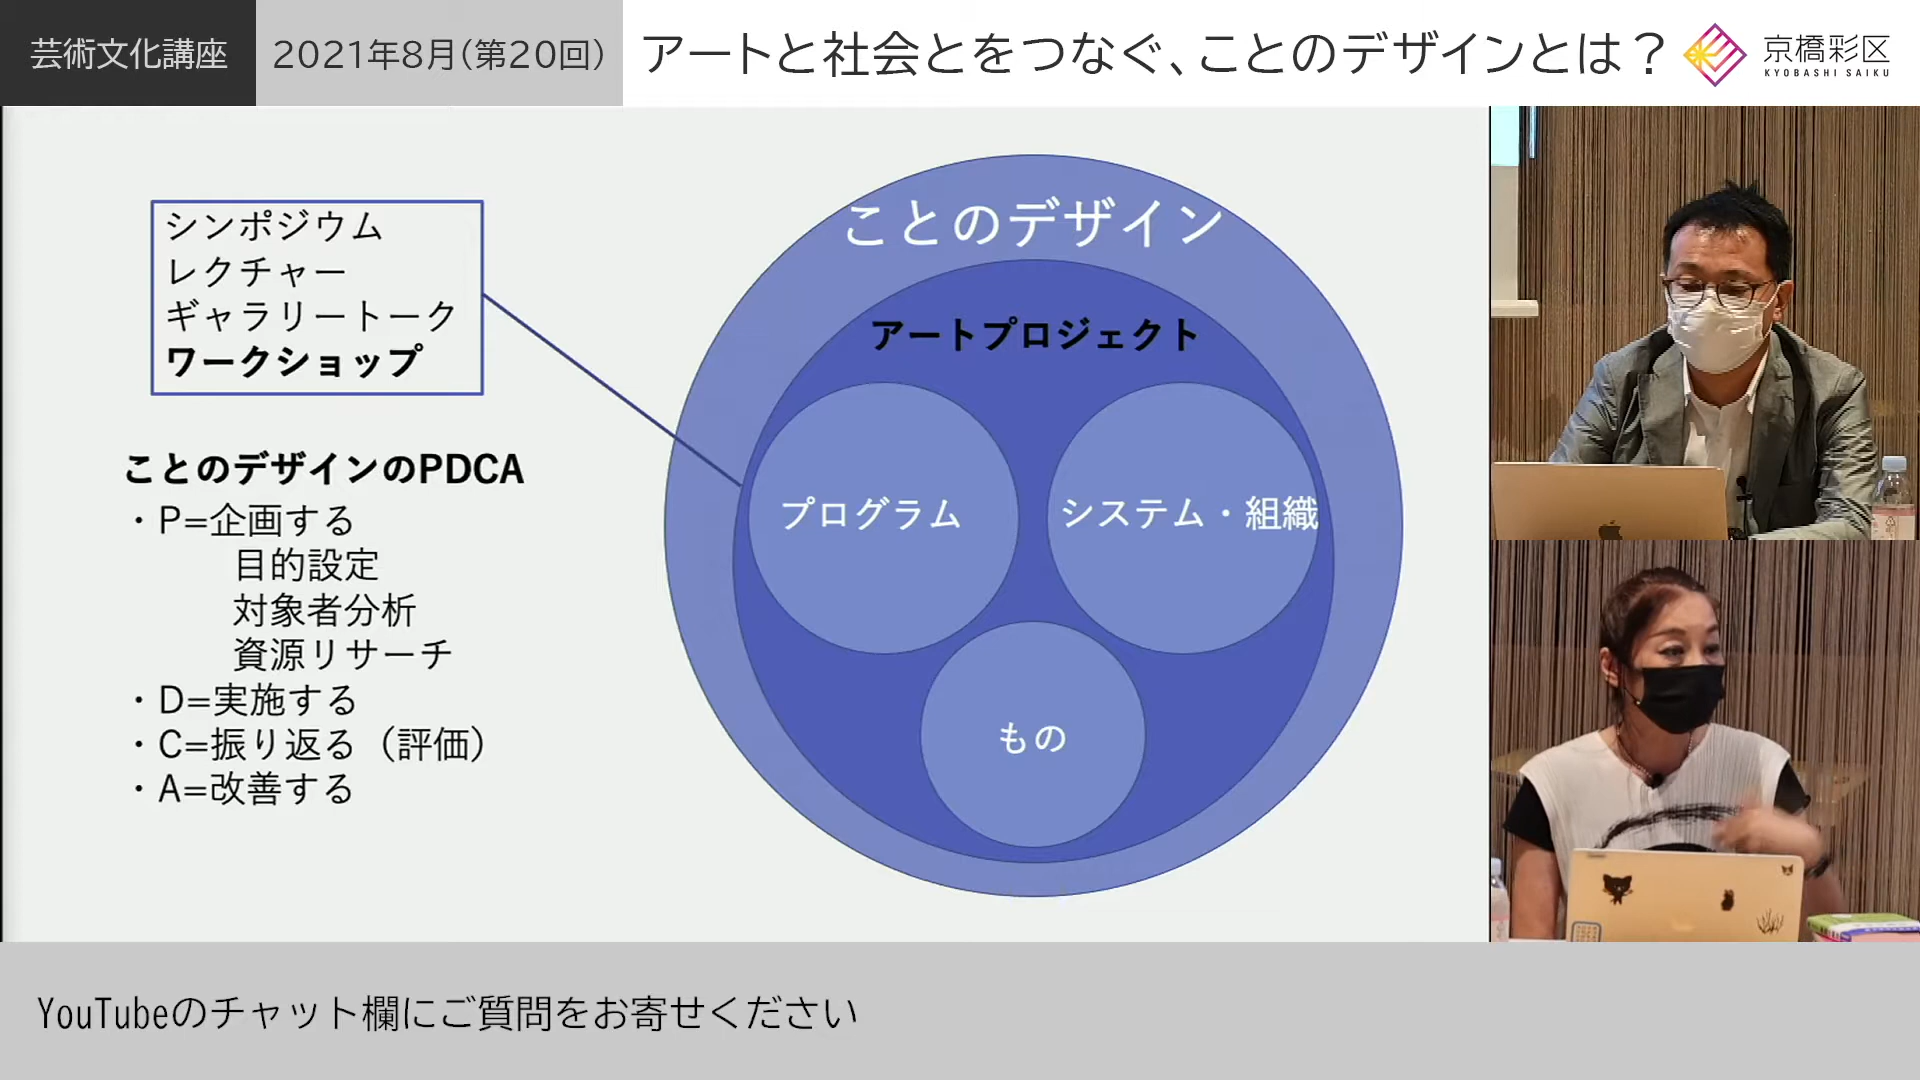 芸術文化講座
2021年8月(第20回)
アートと社会とをつなぐ、ことのデザインとは？
京橋彩区
KYOBASHI SAIKU
シンポジウム
レクチャー
ギャラリートーク
ワークショップ
ことのデザインのPDCA
・P=企画する
目的設定
対象者分析
資源リサーチ
・D=実施する
・C=振り返る（評価）
・A=改善する
ことのデザイン
アートプロジェクト
プログラム
システム・組織
もの
YouTubeのチャット欄にご質問をお寄せください